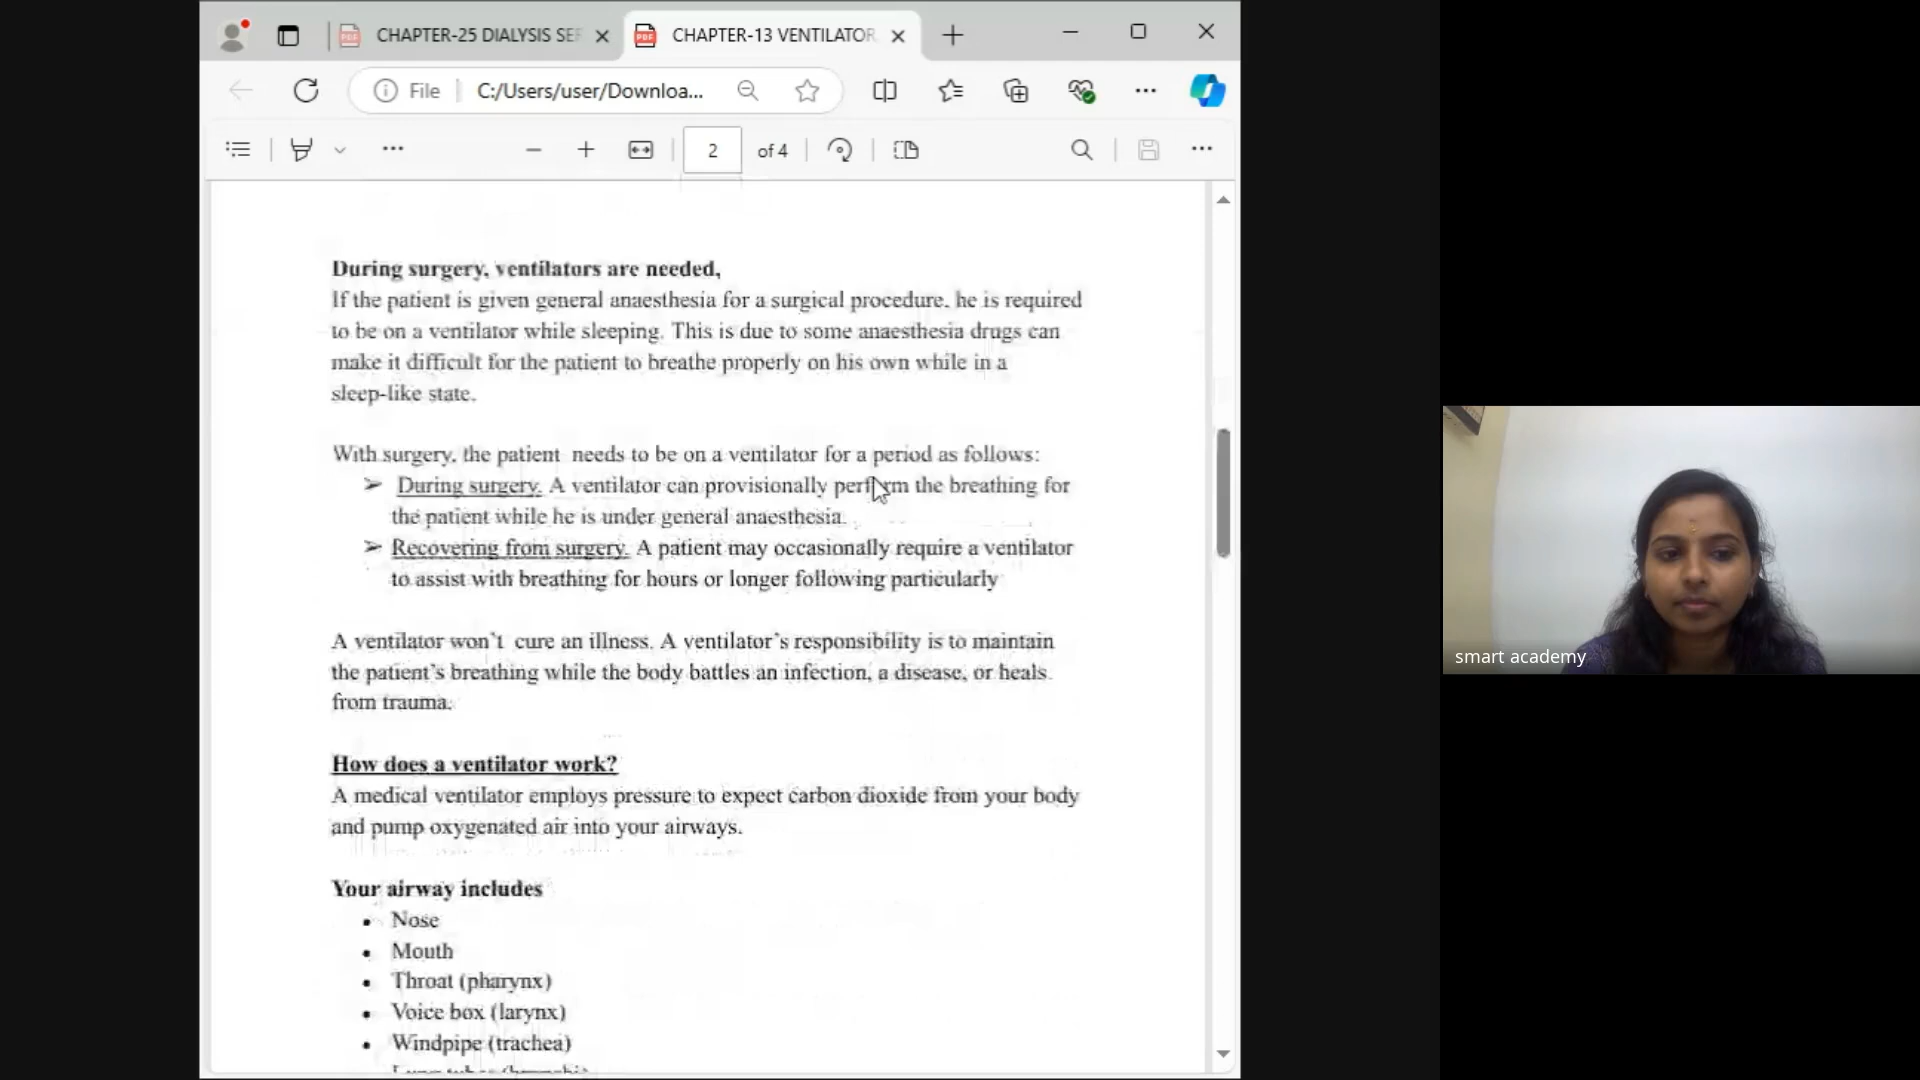 CHAPTER-25 DIALYSIS SER
CHAPTER-13 VENTILATOR
File
C:/Users/user/Downloa...
2
of 4
During surgery, ventilators are needed,
If the patient is given general anaesthesia for a surgical procedure, he is required
to be on a ventilator while sleeping. This is due to some anaesthesia drugs can
make it difficult for the patient to breathe properly on his own while in a
sleep-like state.
With surgery, the patient needs to be on a ventilator for a period as follows:
➢ During surgery. A ventilator can provisionally perform the breathing for
the patient while he is under general anaesthesia.
➢ Recovering from surgery. A patient may occasionally require a ventilator
to assist with breathing for hours or longer following particularly
A ventilator won't cure an illness. A ventilator's responsibility is to maintain
the patient's breathing while the body battles an infection, a disease, or heals
from trauma.
How does a ventilator work?
A medical ventilator employs pressure to expect carbon dioxide from your body
and pump oxygenated air into your airways.
Your airway includes
• Nose
• Mouth
• Throat (pharynx)
• Voice box (larynx)
• Windpipe (trachea)
smart academy